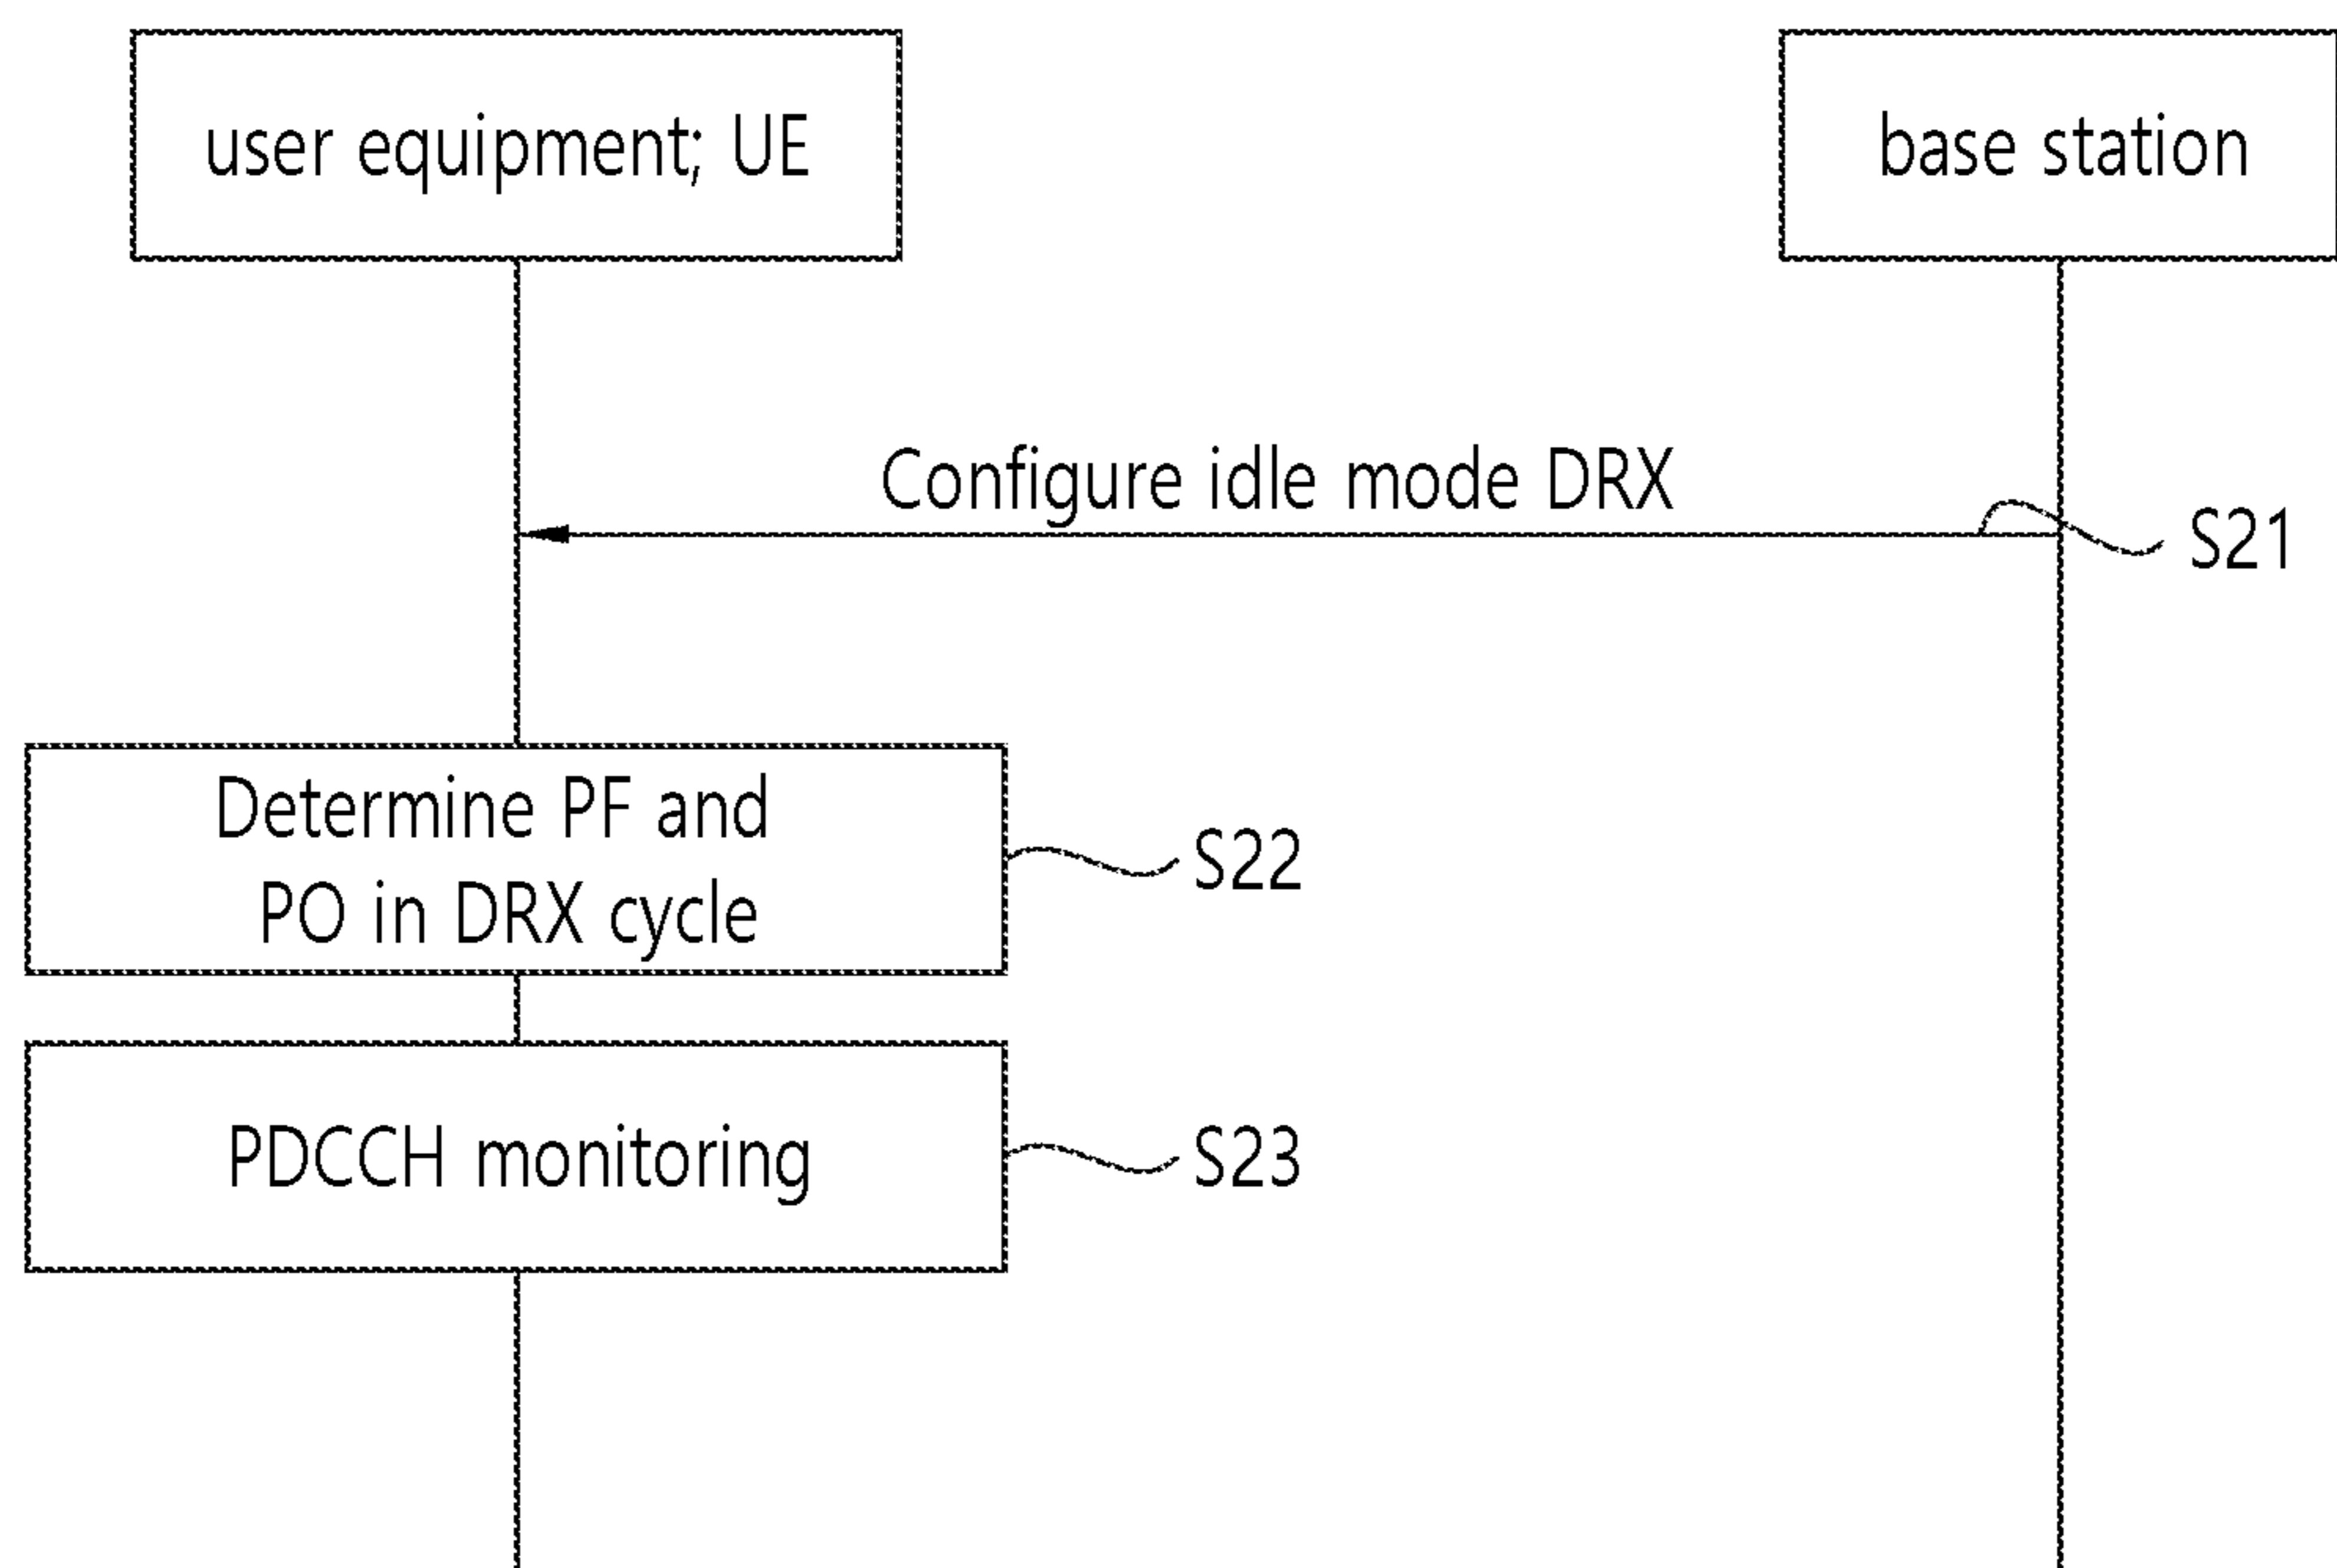 user equipment; UE
base station
Configure idle mode DRX
S21
Determine PF and
PO in DRX cycle
S22
PDCCH monitoring
S23